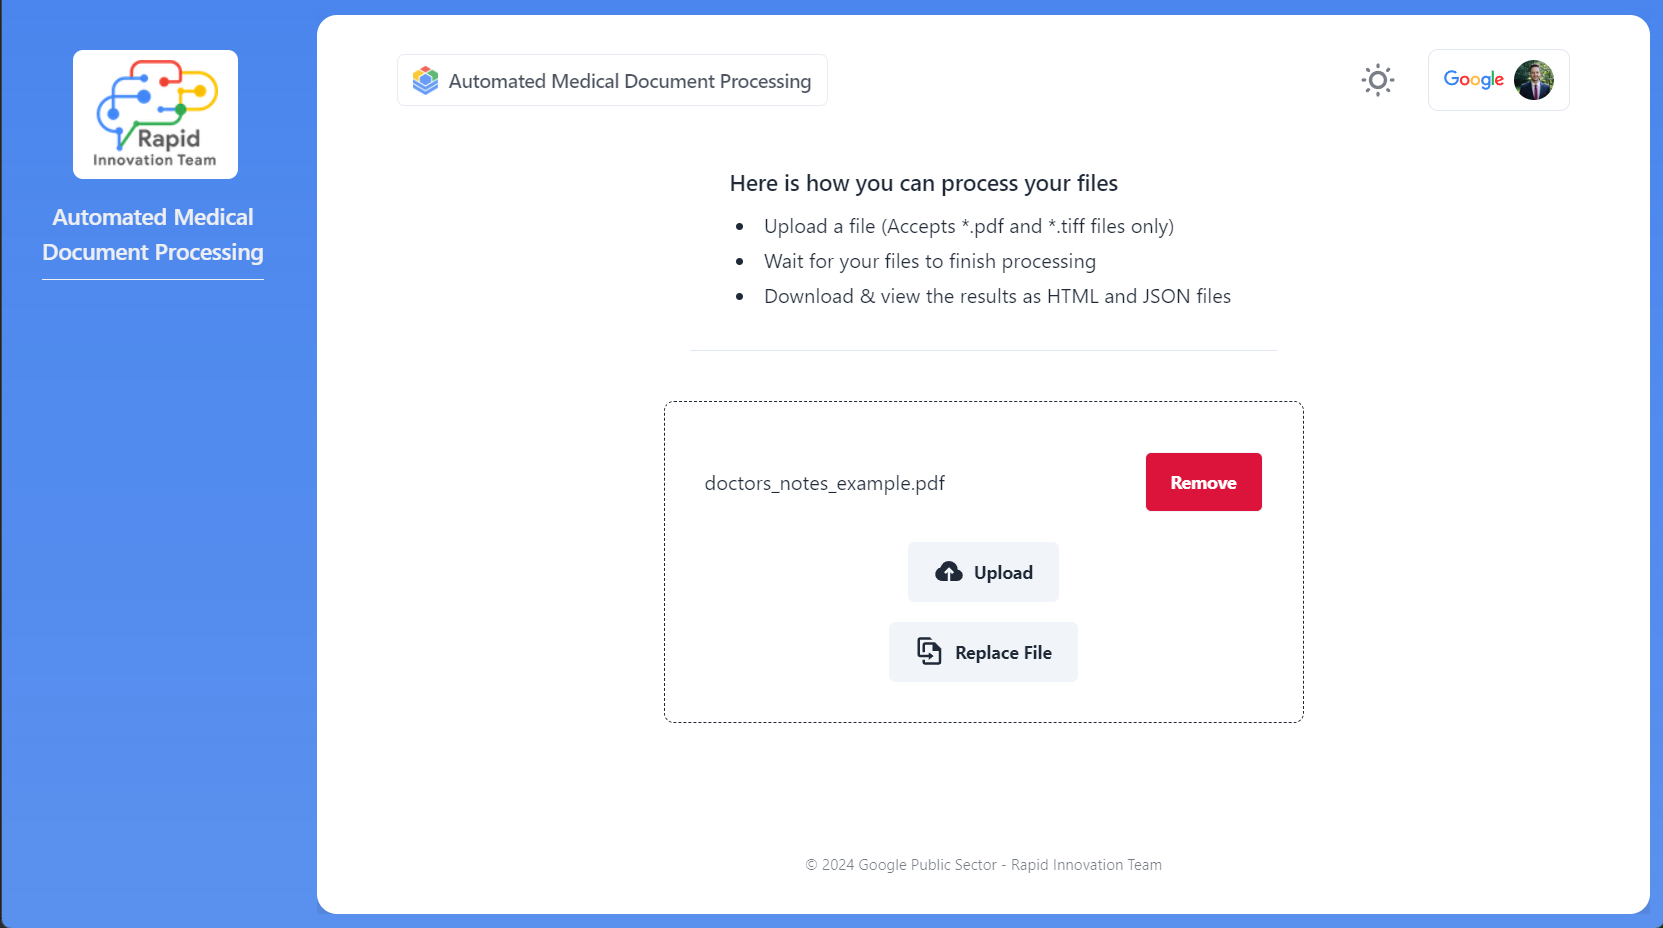 Rapid
Innovation Team
Automated Medical
Document Processing
Automated Medical Document Processing
Google
Here is how you can process your files
Upload a file (Accepts *.pdf and *.tiff files only)
Wait for your files to finish processing
Download & view the results as HTML and JSON files
doctors_notes_example.pdf
Remove
Upload
Replace File
© 2024 Google Public Sector - Rapid Innovation Team